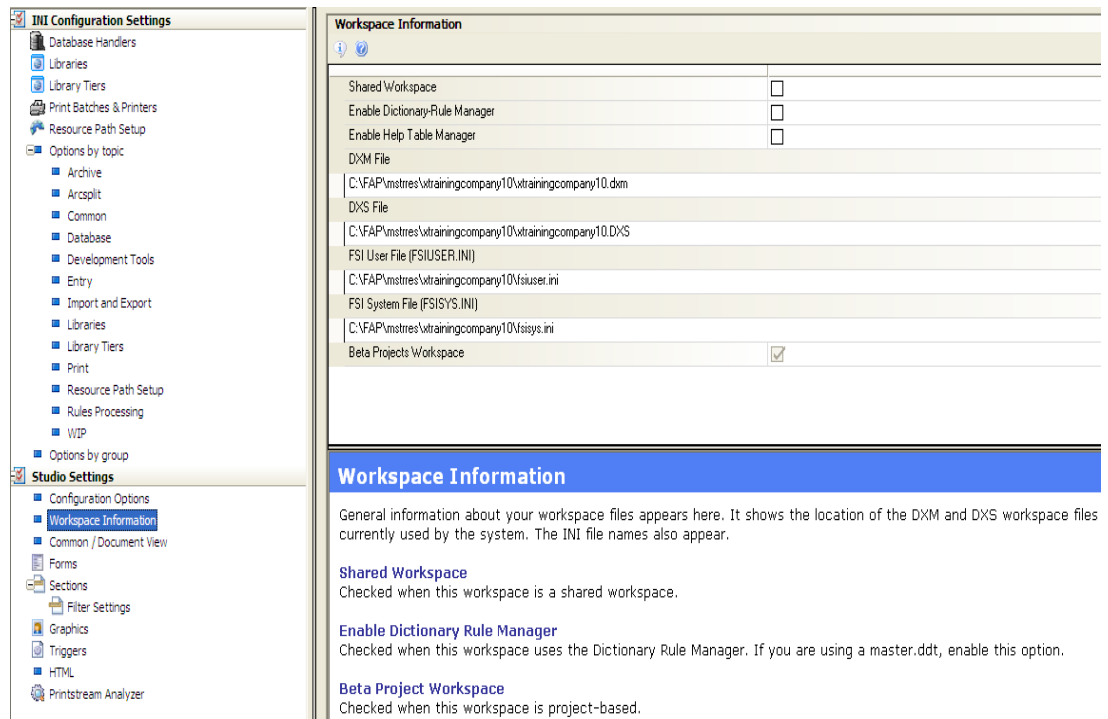 INI Configuration Settings
Database Handlers
Libraries
Library Tiers
Print Batches & Printers
Resource Path Setup
Options by topic
Archive
Arcsplit
Common
Database
Development Tools
Entry
Import and Export
Libraries
Library Tiers
Print
Resource Path Setup
Rules Processing
WIP
Options by group
Studio Settings
Configuration Options
Workspace Information
Common / Document View
Forms
Sections
Filter Settings
Graphics
Triggers
HTML
Printstream Analyzer
Workspace Information
Shared Workspace
Enable Dictionary-Rule Manager
Enable Help Table Manager
DXM File
C:\FAP\mstrres\xtrainingcompany10\xtrainingcompany10.dxm
DXS File
C:\FAP\mstrres\xtrainingcompany10\xtrainingcompany10.DXS
FSI User File (FSIUSER.INI)
C:\FAP\mstrres\xtrainingcompany10\fsiuser.ini
FSI System File (FSISYS.INI)
C:\FAP\mstrres\xtrainingcompany10\fsisys.ini
Beta Projects Workspace
Workspace Information
General information about your workspace files appears here. It shows the location of the DXM and DXS workspace files
currently used by the system. The INI file names also appear.
Shared Workspace
Checked when this workspace is a shared workspace.
Enable Dictionary Rule Manager
Checked when this workspace uses the Dictionary Rule Manager. If you are using a master.ddt, enable this option.
Beta Project Workspace
Checked when this workspace is project-based.